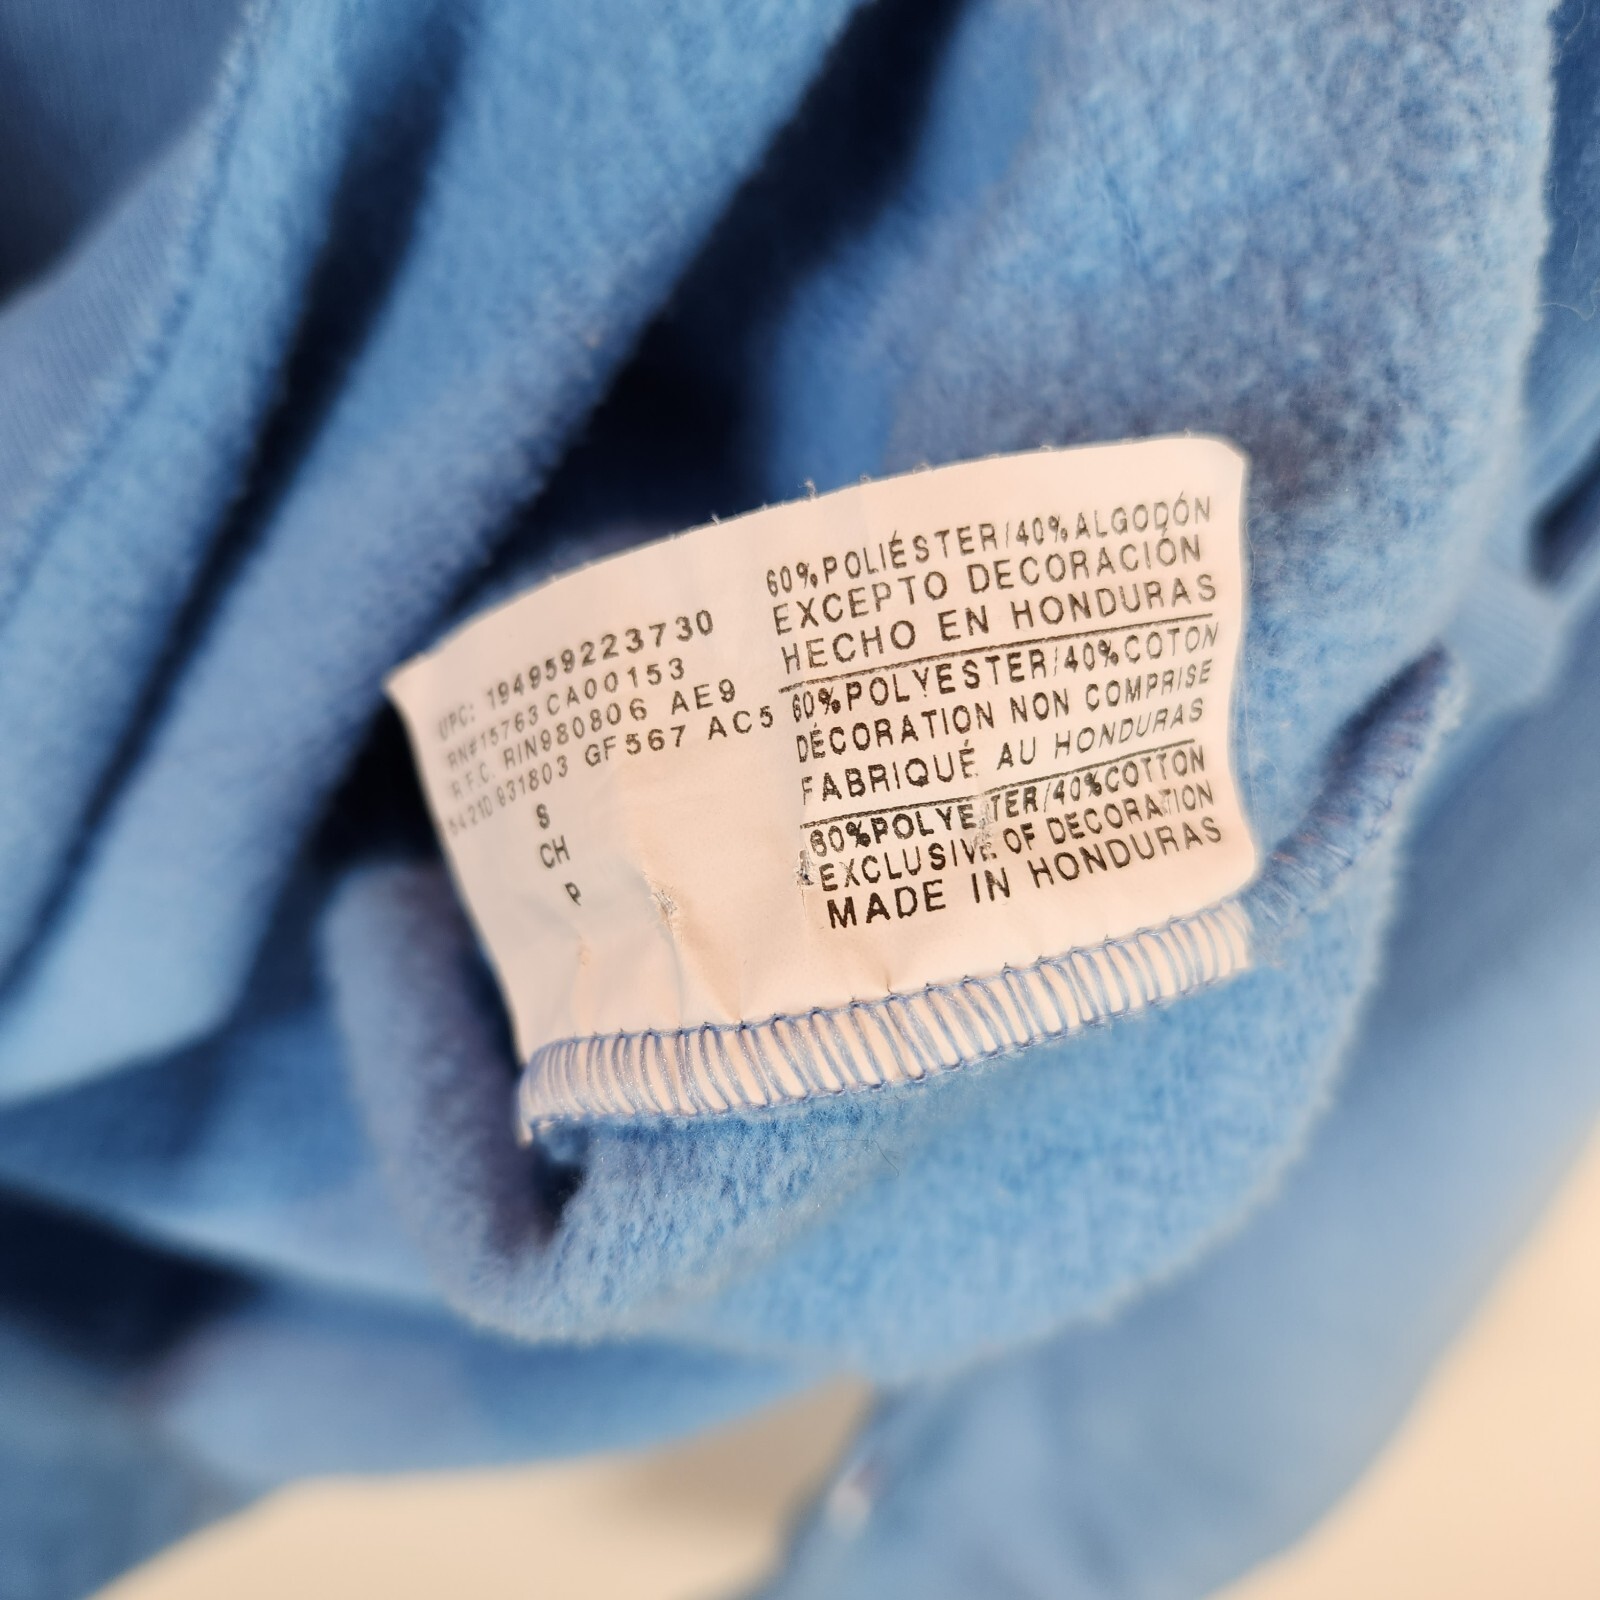 UPC: 194959223730
RN#15763 CA00153
R.F.C. RIN980806 AE9
54210 931803 GF567 AC5
S
CH
P
60%POLIÉSTER/40%ALGODÓN
EXCEPTO DECORACIÓN
HECHO EN HONDURAS
60%POLYESTER/40%COTON
DÉCORATION NON COMPRISE
FABRIQUÉ AU HONDURAS
60%POLYESTER/40%COTTON
EXCLUSIVE OF DECORATION
MADE IN HONDURAS